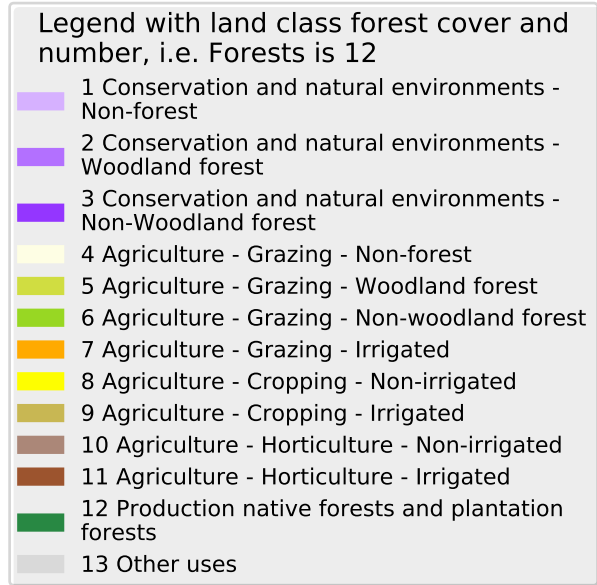 Legend with land class forest cover and
number, i.e. Forests is 12
1 Conservation and natural environments -
Non-forest
2 Conservation and natural environments -
Woodland forest
3 Conservation and natural environments -
Non-Woodland forest
4 Agriculture - Grazing - Non-forest
5 Agriculture - Grazing - Woodland forest
6 Agriculture - Grazing - Non-woodland forest
7 Agriculture - Grazing - Irrigated
8 Agriculture - Cropping - Non-irrigated
9 Agriculture - Cropping - Irrigated
10 Agriculture - Horticulture - Non-irrigated
11 Agriculture - Horticulture - Irrigated
12 Production native forests and plantation
forests
13 Other uses